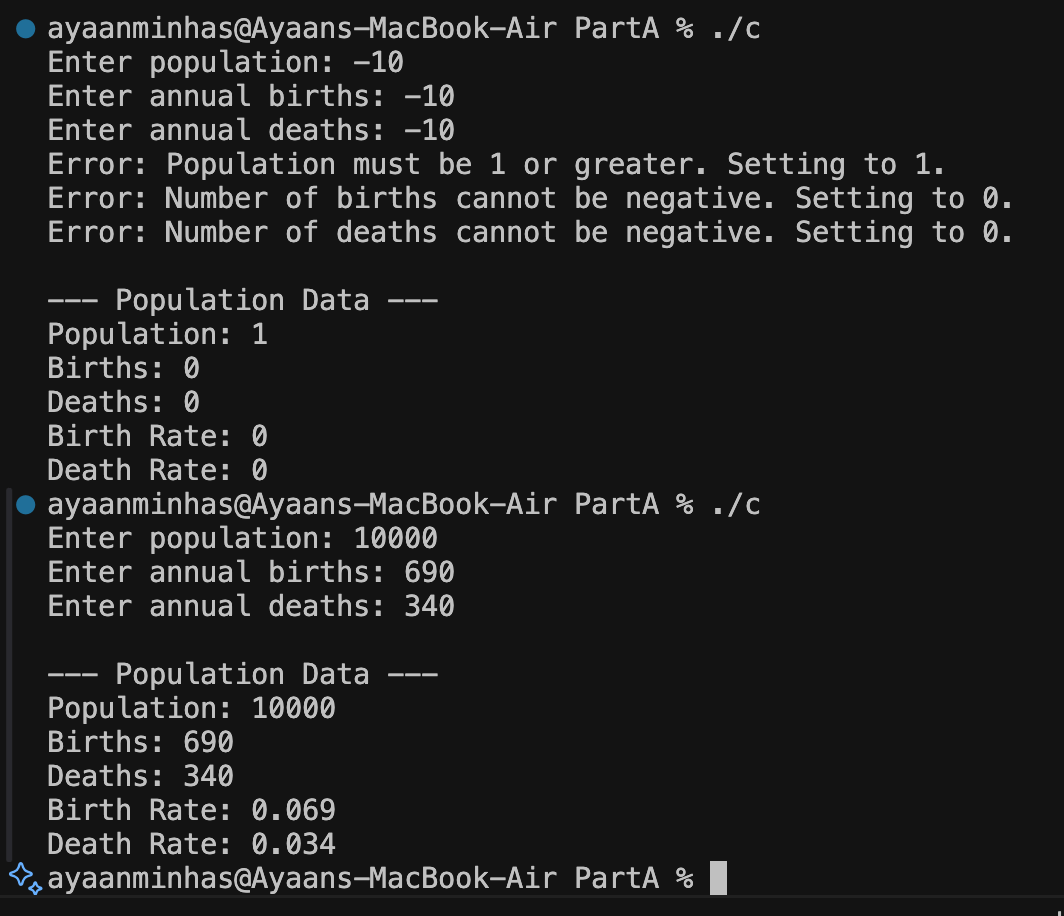 ayaanminhas@Ayaans-MacBook-Air PartA % ./c
Enter population: -10
Enter annual births: -10
Enter annual deaths: -10
Error: Population must be 1 or greater. Setting to 1.
Error: Number of births cannot be negative. Setting to 0.
Error: Number of deaths cannot be negative. Setting to 0.
--- Population Data ---
Population: 1
Births: 0
Deaths: 0
Birth Rate: 0
Death Rate: 0
ayaanminhas@Ayaans-MacBook-Air PartA % ./c
Enter population: 10000
Enter annual births: 690
Enter annual deaths: 340
--- Population Data ---
Population: 10000
Births: 690
Deaths: 340
Birth Rate: 0.069
Death Rate: 0.034
ayaanminhas@Ayaans-MacBook-Air PartA %